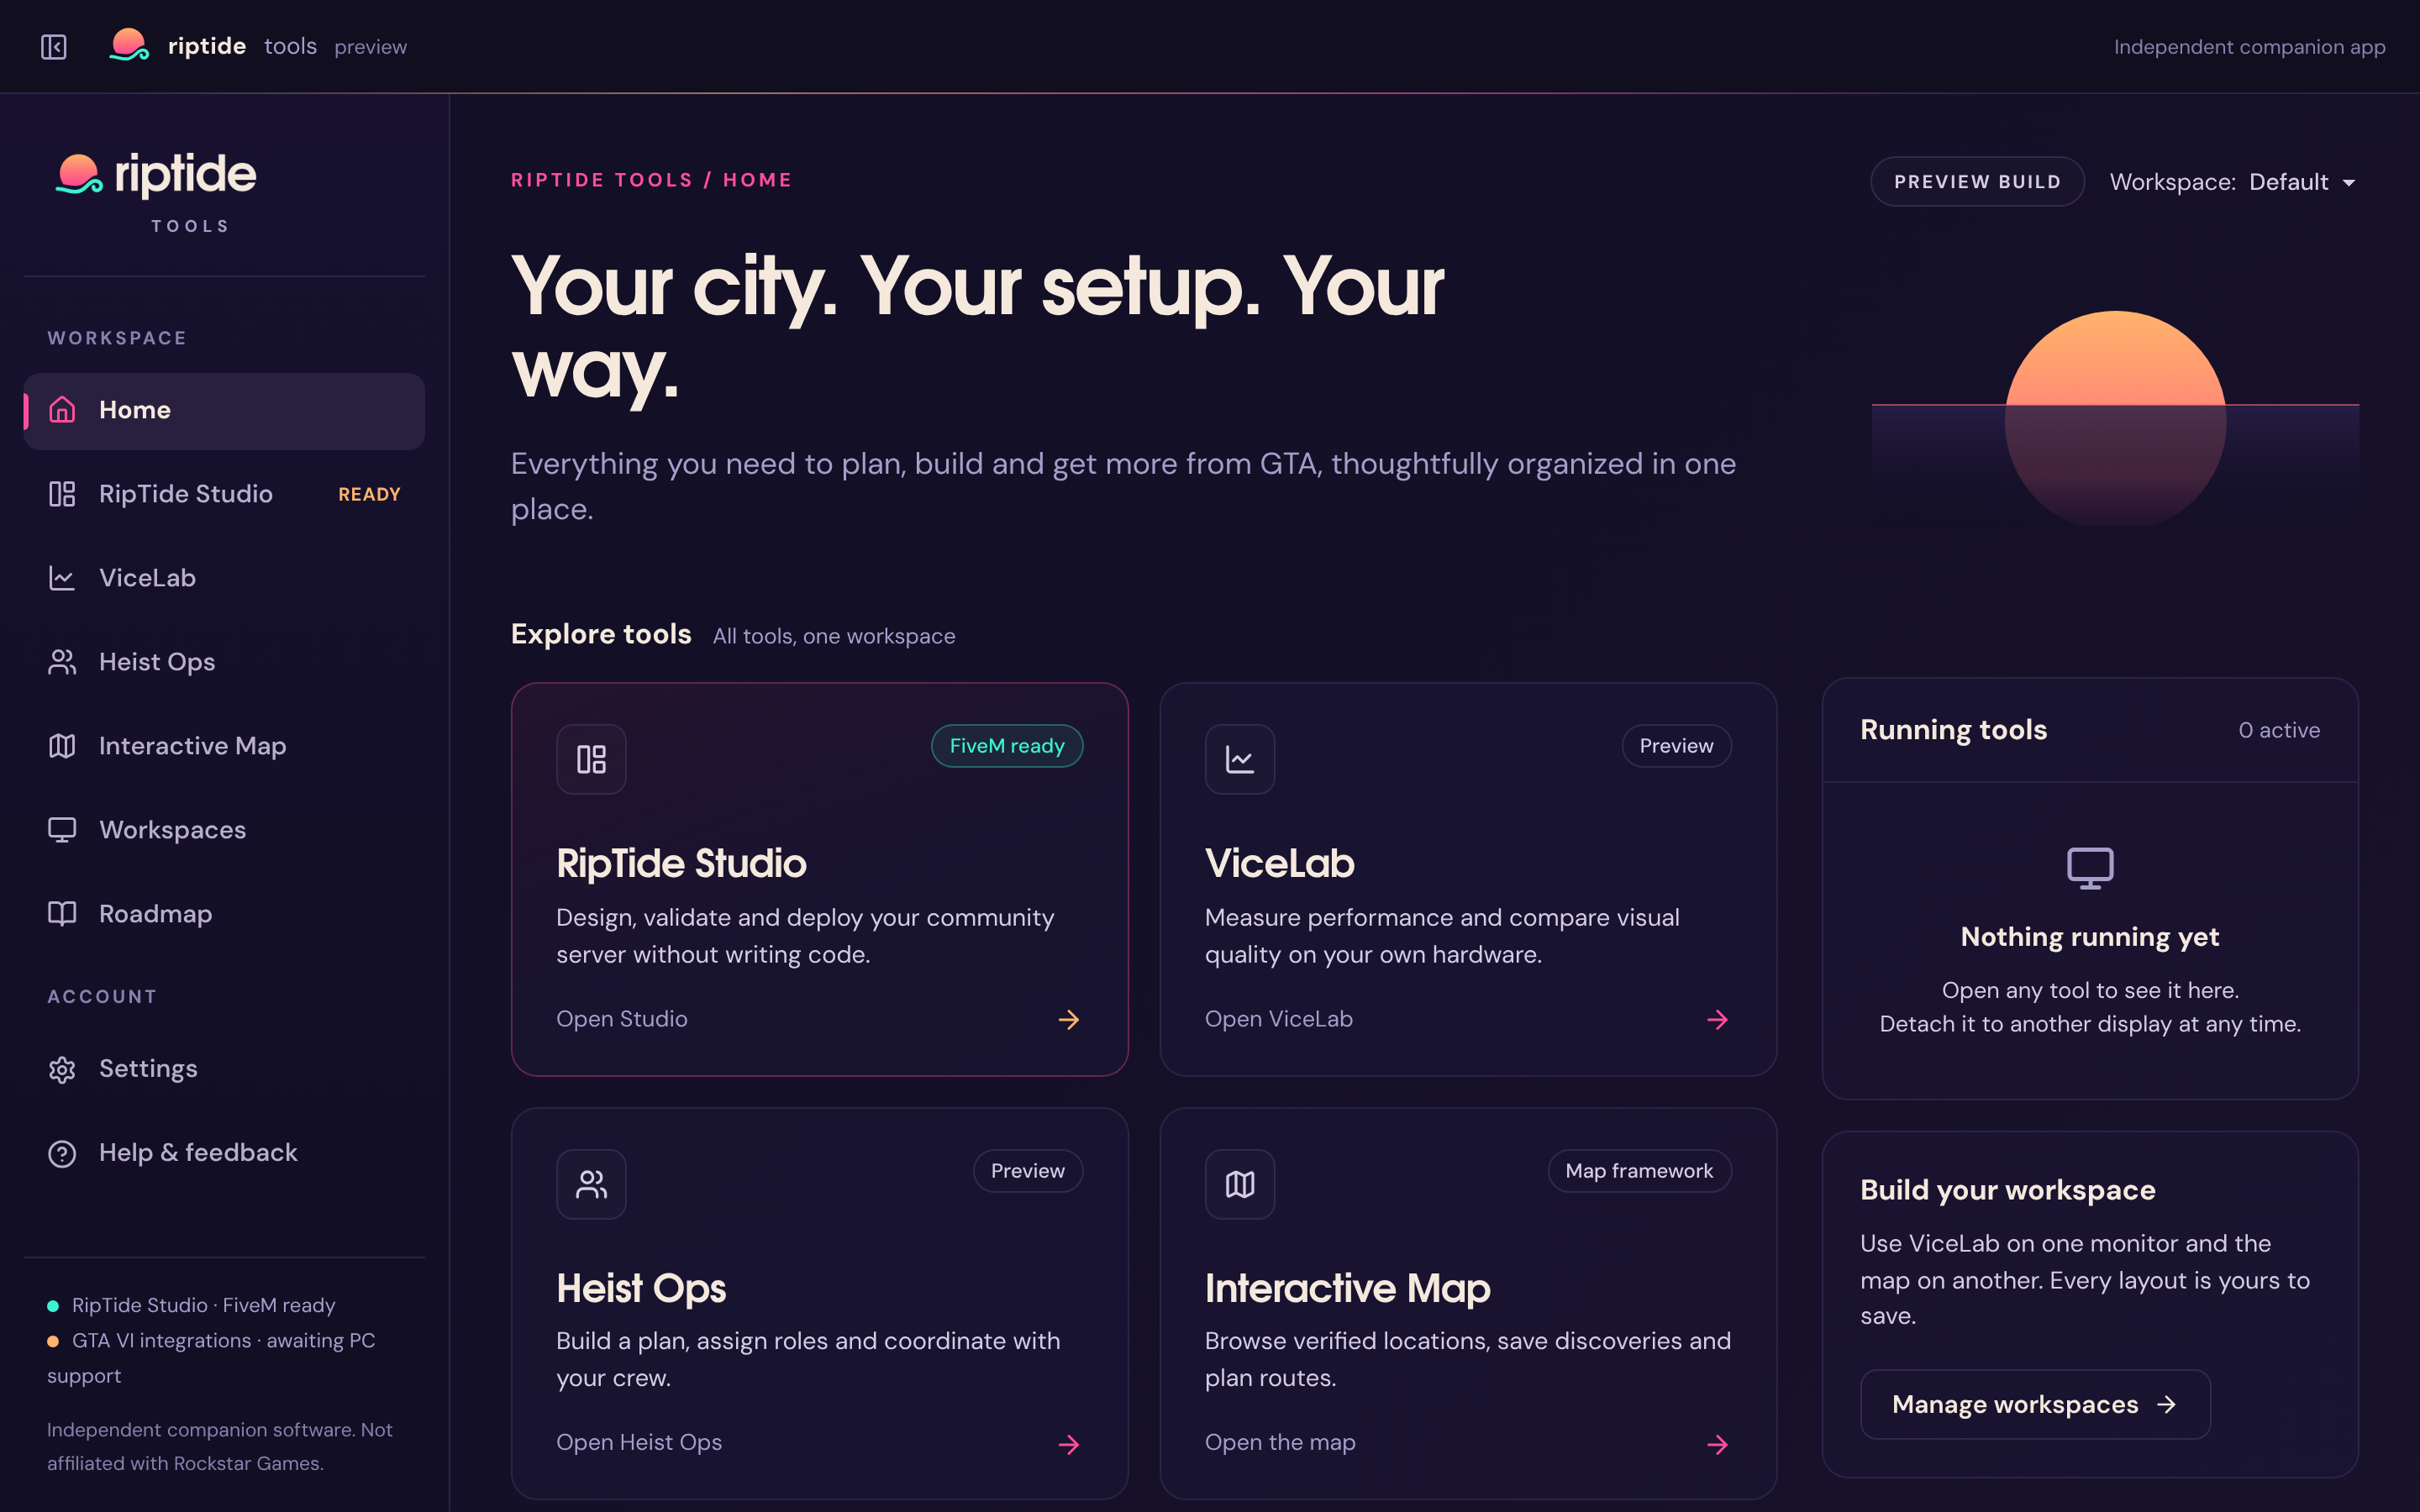 riptide tools preview
Independent companion app
riptide
TOOLS
WORKSPACE
Home
RipTide Studio READY
ViceLab
Heist Ops
Interactive Map
Workspaces
Roadmap
ACCOUNT
Settings
Help & feedback
RipTide Studio · FiveM ready
GTA VI integrations · awaiting PC
support
Independent companion software. Not
affiliated with Rockstar Games.
RIPTIDE TOOLS / HOME
PREVIEW BUILD
Workspace: Default
Your city. Your setup. Your
way.
Everything you need to plan, build and get more from GTA, thoughtfully organized in one
place.
Explore tools All tools, one workspace
FiveM ready
RipTide Studio
Design, validate and deploy your community
server without writing code.
Open Studio
Preview
ViceLab
Measure performance and compare visual
quality on your own hardware.
Open ViceLab
Preview
Heist Ops
Build a plan, assign roles and coordinate with
your crew.
Open Heist Ops
Map framework
Interactive Map
Browse verified locations, save discoveries and
plan routes.
Open the map
Running tools 0 active
Nothing running yet
Open any tool to see it here.
Detach it to another display at any time.
Build your workspace
Use ViceLab on one monitor and the
map on another. Every layout is yours to
save.
Manage workspaces